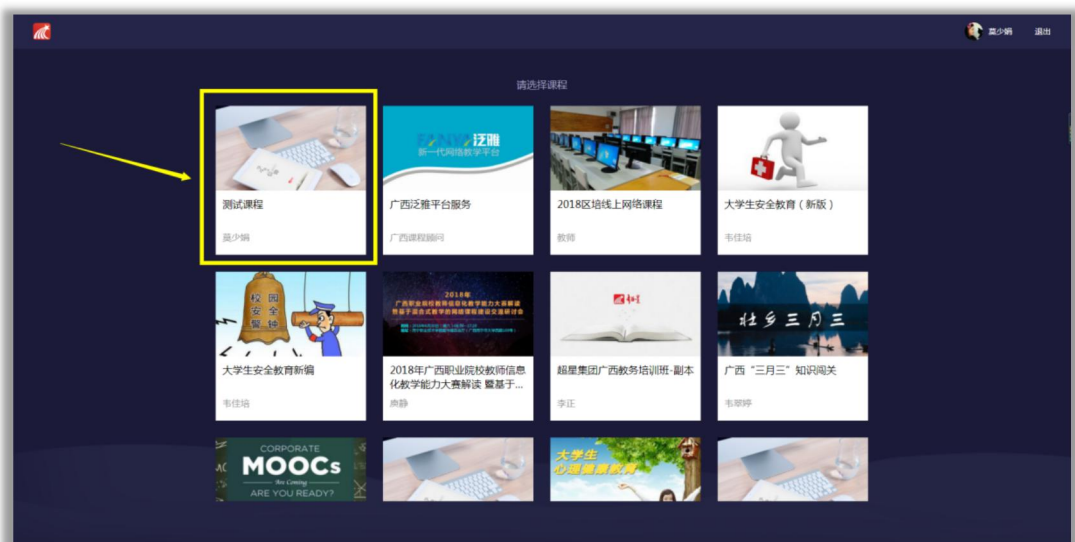 莫少娟 退出
请选择课程
泛雅
新一代网络教学平台
测试课程
广西泛雅平台服务
2018区培线上网络课程
大学生安全教育（新版）
莫少娟
广西课程顾问
教师
韦佳培
校园
安全
警钟
2018年
广西职业院校教师信息化教学能力大赛解读
暨基于混合式教学的网络课程建设交流研讨会
壮乡三月三
大学生安全教育新编
2018年广西职业院校教师信息
化教学能力大赛解读 暨基于...
超星集团广西教务培训班-副本
广西“三月三”知识闯关
韦佳培
庾静
李正
韦翠婷
CORPORATE
MOOCs
Are Coming
ARE YOU READY?
大学生
心理健康教育